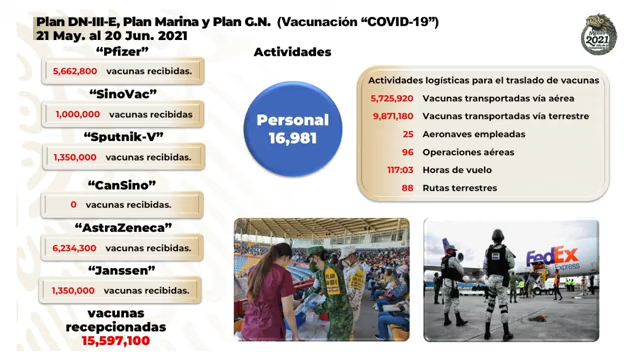 Plan DN-III-E, Plan Marina y Plan G.N. (Vacunación “COVID-19”)
21 May. al 20 Jun. 2021
2021
“Pfizer”
5,662,800 vacunas recibidas.
“SinoVac”
1,000,000 vacunas recibidas
“Sputnik-V”
1,350,000 vacunas recibidas.
“CanSino”
0 vacunas recibidas.
“AstraZeneca”
6,234,300 vacunas recibidas.
“Janssen”
1,350,000 vacunas recibidas.
vacunas
recepcionadas
15,597,100
Actividades
Personal
16,981
Actividades logísticas para el traslado de vacunas
5,725,920 Vacunas transportadas vía aérea
9,871,180 Vacunas transportadas vía terrestre
25 Aeronaves empleadas
96 Operaciones aéreas
117:03 Horas de vuelo
88 Rutas terrestres
PLAN
FedEx
Express